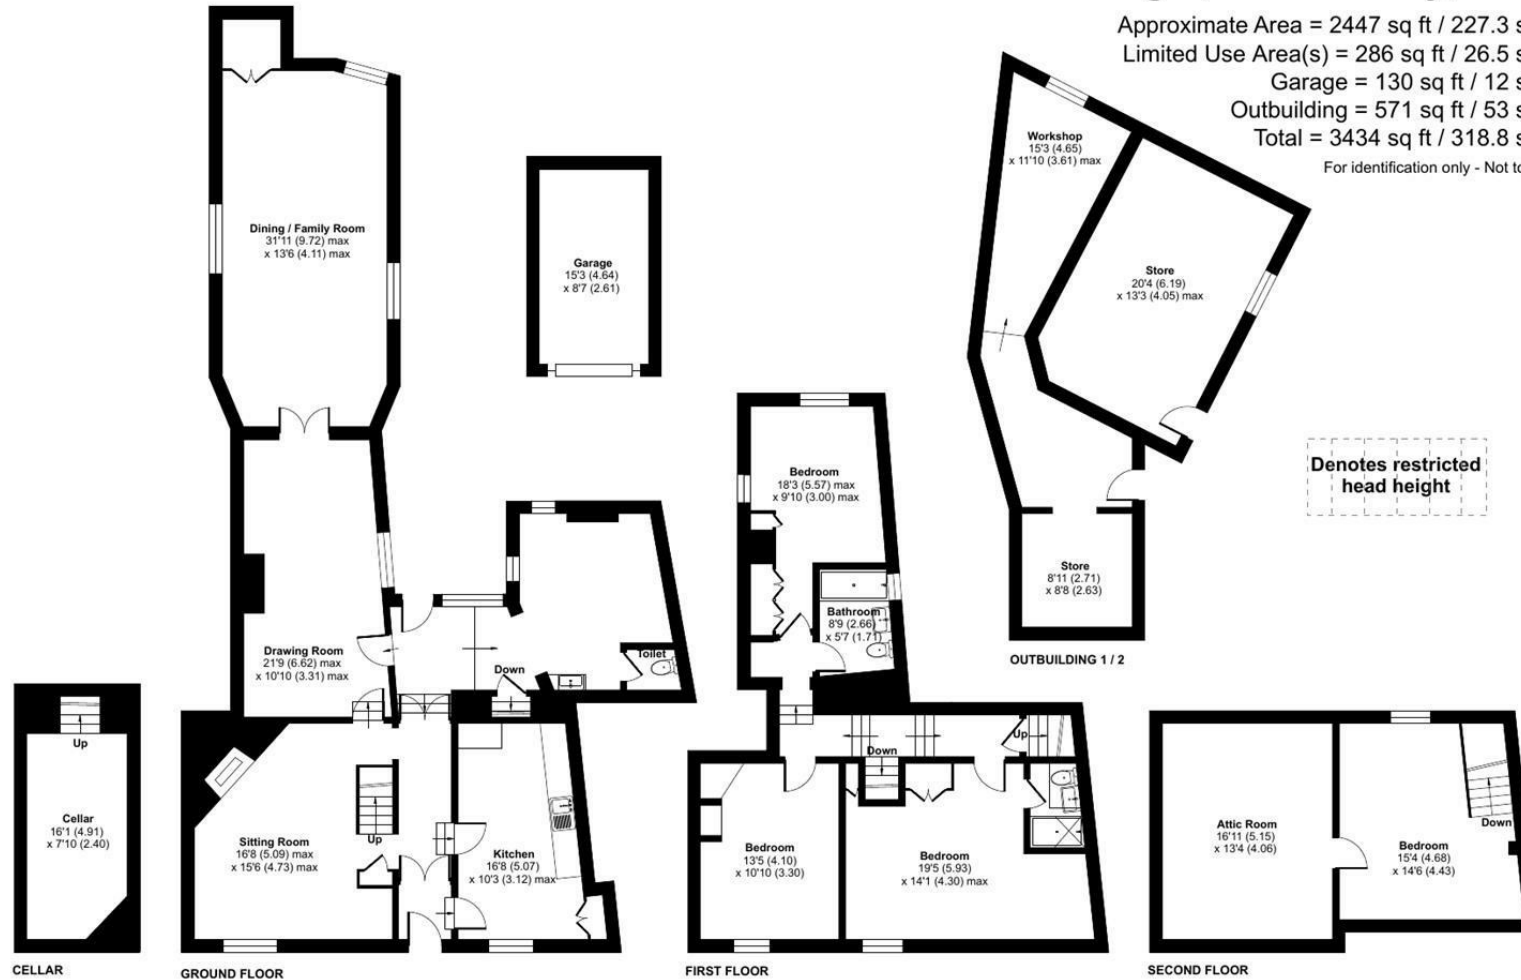 Approximate Area = 2447 sq ft / 227.3 s
Limited Use Area(s) = 286 sq ft / 26.5 s
Garage = 130 sq ft / 12 s
Outbuilding = 571 sq ft / 53 s
Total = 3434 sq ft / 318.8 s
For identification only - Not to
Dining / Family Room
31'11 (9.72) max
x 13'6 (4.11) max
Garage
15'3 (4.64)
x 8'7 (2.61)
Workshop
15'3 (4.65)
x 11'10 (3.61) max
Store
20'4 (6.19)
x 13'3 (4.05) max
Denotes restricted
head height
Bedroom
18'3 (5.57) max
x 9'10 (3.00) max
Store
8'11 (2.71)
x 8'8 (2.63)
Bathroom
8'9 (2.66)
x 5'7 (1.71)
Drawing Room
21'9 (6.62) max
x 10'10 (3.31) max
Toilet
Down
OUTBUILDING 1 / 2
Up
Cellar
16'1 (4.91)
x 7'10 (2.40)
Sitting Room
16'8 (5.09) max
x 15'6 (4.73) max
Up
Kitchen
16'8 (5.07)
x 10'3 (3.12) max
Down
Up
Bedroom
13'5 (4.10)
x 10'10 (3.30)
Bedroom
19'5 (5.93)
x 14'1 (4.30) max
Attic Room
16'11 (5.15)
x 13'4 (4.06)
Bedroom
15'4 (4.68)
x 14'6 (4.43)
Down
CELLAR
GROUND FLOOR
FIRST FLOOR
SECOND FLOOR